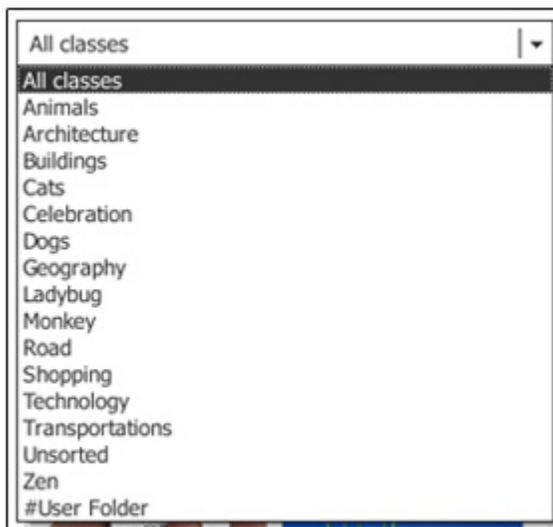 All classes
All classes
Animals
Architecture
Buildings
Cats
Celebration
Dogs
Geography
Ladybug
Monkey
Road
Shopping
Technology
Transportations
Unsorted
Zen
#User Folder